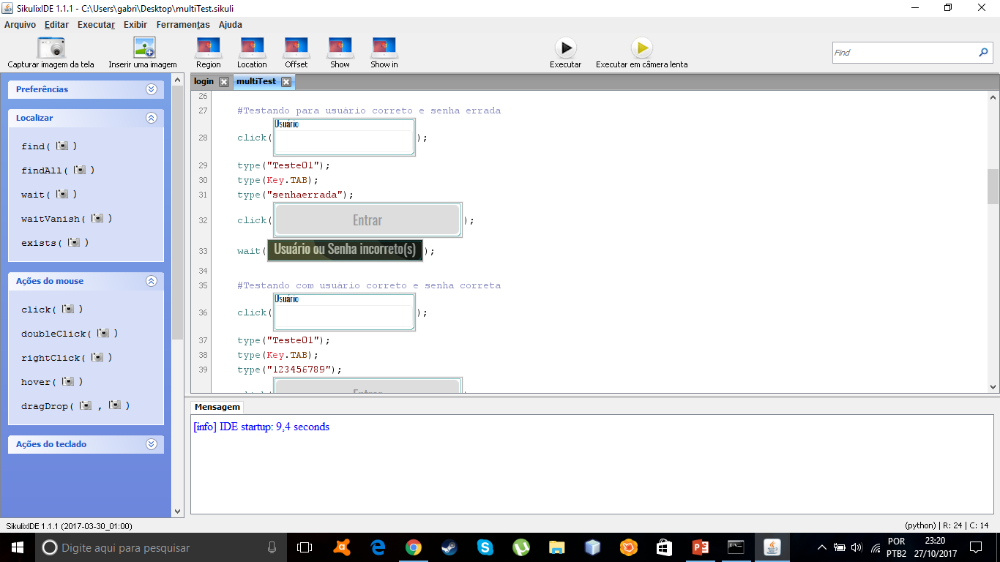 SikulixIDE 1.1.1 - C:\Users\gabri\Desktop\multiTest.sikuli
Arquivo Editar Executar Exibir Ferramentas Ajuda
Capturar imagem da tela Inserir uma imagem Region Location Offset Show Show in Executar Executar em câmera lenta Find
Preferências
Localizar
find( )
findAll( )
wait( )
waitVanish( )
exists( )
Ações do mouse
click( )
doubleClick( )
rightClick( )
hover( )
dragDrop( , )
Ações do teclado
login multiTest
26
27 #Testando para usuário correto e senha errada
28 click( Usuário );
29 type("Teste01");
30 type(Key.TAB);
31 type("senhaerrada");
32 click( Entrar );
33 wait( Usuário ou Senha incorreto(s) );
34
35 #Testando com usuário correto e senha correta
36 click( Usuário );
37 type("Teste01");
38 type(Key.TAB);
39 type("123456789");
Mensagem
[info] IDE startup: 9,4 seconds
SikulixIDE 1.1.1 (2017-03-30_01:00) (python) | R: 24 | C: 14
Digite aqui para pesquisar
POR 23:20
PTB2 27/10/2017